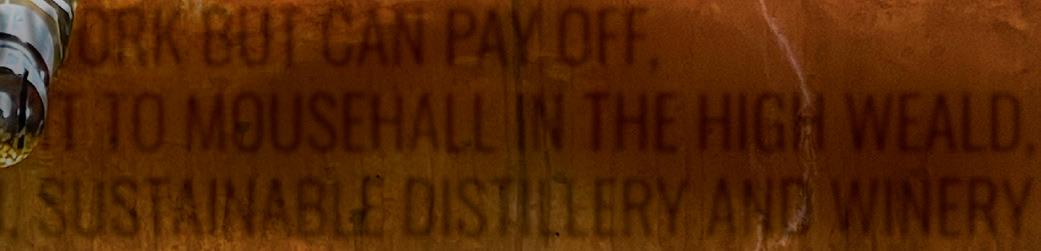 ORK BUT CAN PAY OFF,
T TO MOUSEHALL IN THE HIGH WEALD,
SUSTAINABLE DISTILLERY AND WINERY